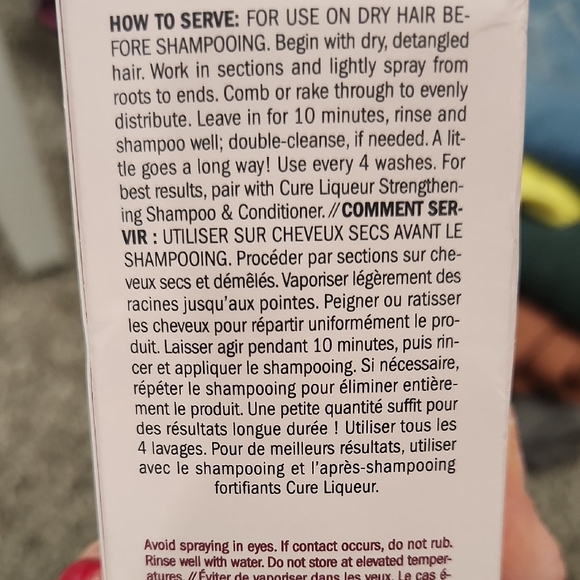 HOW TO SERVE: FOR USE ON DRY HAIR BE-
FORE SHAMPOOING. Begin with dry, detangled
hair. Work in sections and lightly spray from
roots to ends. Comb or rake through to evenly
distribute. Leave in for 10 minutes, rinse and
shampoo well; double-cleanse, if needed. A lit-
tle goes a long way! Use every 4 washes. For
best results, pair with Cure Liqueur Strengthen-
ing Shampoo & Conditioner. //COMMENT SER-
VIR : UTILISER SUR CHEVEUX SECS AVANT LE
SHAMPOOING. Procéder par sections sur che-
veux secs et démêlés. Vaporiser légèrement des
racines jusqu'aux pointes. Peigner ou ratisser
les cheveux pour répartir uniformément le pro-
duit. Laisser agir pendant 10 minutes, puis rin-
cer et appliquer le shampooing. Si nécessaire,
répéter le shampooing pour éliminer entière-
ment le produit. Une petite quantité suffit pour
des résultats longue durée ! Utiliser tous les
4 lavages. Pour de meilleurs résultats, utiliser
avec le shampooing et l'après-shampooing
fortifiants Cure Liqueur.
Avoid spraying in eyes. If contact occurs, do not rub.
Rinse well with water. Do not store at elevated temper-
atures. //Éviter de vaporiser dans les yeux. Le cas é-